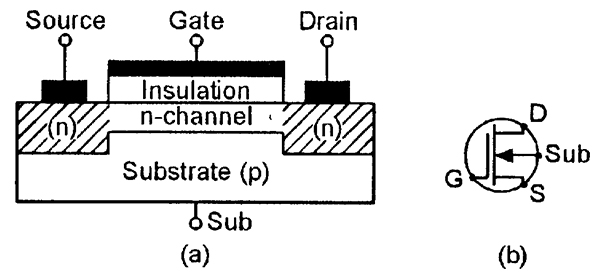 Source Gate Drain
Insulation
(n) n-channel (n)
Substrate (p)
Sub
(a)
D
Sub
G
S
(b)